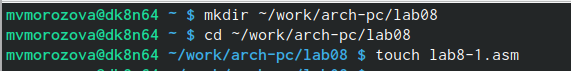 mvmorozova@dk8n64 ~ $ mkdir ~/work/arch-pc/lab08
mvmorozova@dk8n64 ~ $ cd ~/work/arch-pc/lab08
mvmorozova@dk8n64 ~/work/arch-pc/lab08 $ touch lab8-1.asm